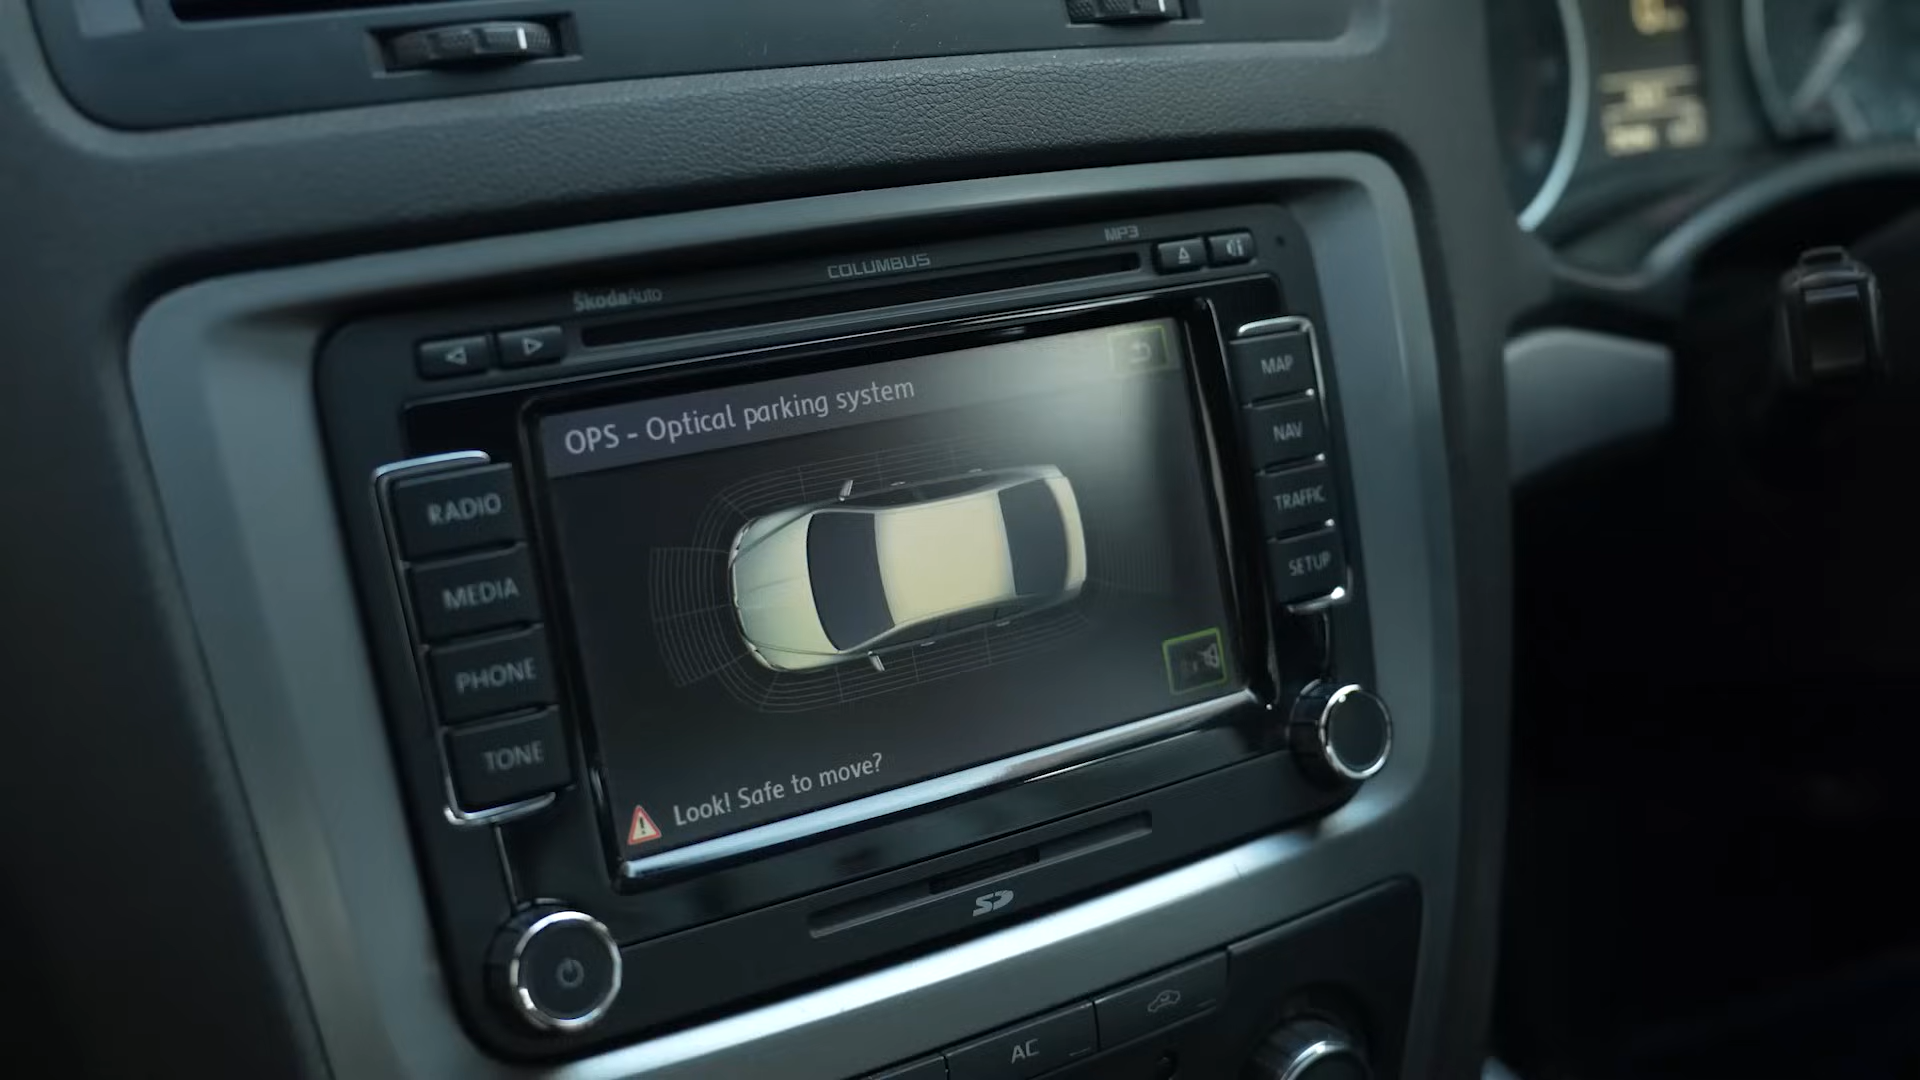 MP3
COLUMBUS
ŠkodaAuto
OPS - Optical parking system
RADIO
MEDIA
PHONE
TONE
MAP
NAV
TRAFFIC
SETUP
Look! Safe to move?
SD
AC